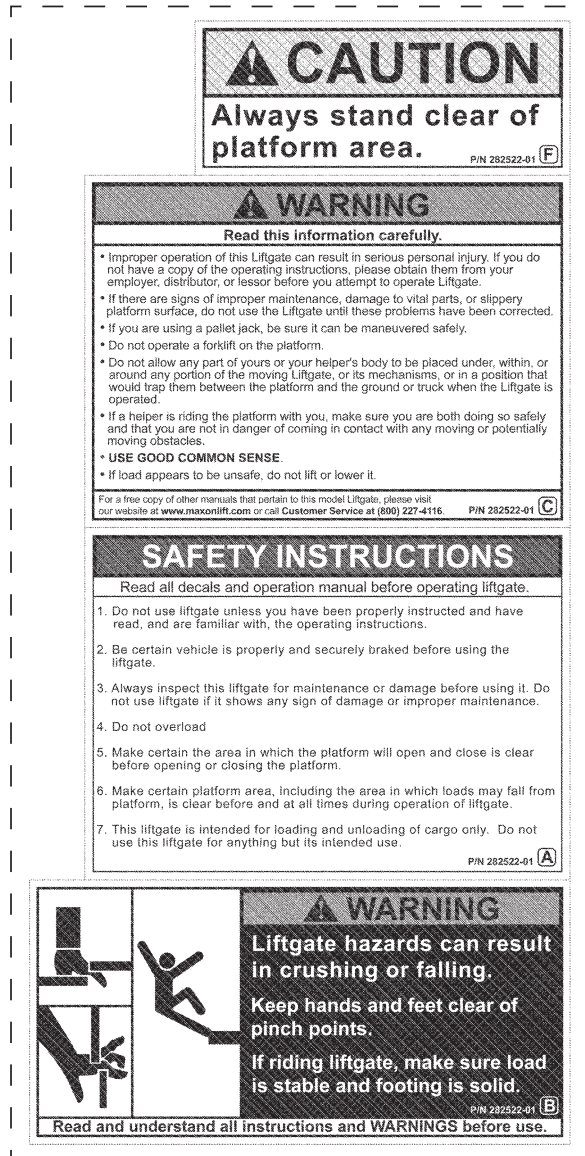 CAUTION
Always stand clear of
platform area.
P/N 282522-01 F
WARNING
Read this information carefully.
• Improper operation of this Liftgate can result in serious personal injury. If you do
not have a copy of the operating instructions, please obtain them from your
employer, distributor, or lessor before you attempt to operate Liftgate.
• If there are signs of improper maintenance, damage to vital parts, or slippery
platform surface, do not use the Liftgate until these problems have been corrected.
• If you are using a pallet jack, be sure it can be maneuvered safely.
• Do not operate a forklift on the platform.
• Do not allow any part of yours or your helper's body to be placed under, within, or
around any portion of the moving Liftgate, or its mechanisms, or in a position that
would trap them between the platform and the ground or truck when the Liftgate is
operated.
• If a helper is riding the platform with you, make sure you are both doing so safely
and that you are not in danger of coming in contact with any moving or potentially
moving obstacles.
• USE GOOD COMMON SENSE.
• If load appears to be unsafe, do not lift or lower it.
For a free copy of other manuals that pertain to this model Liftgate, please visit
our website at www.maxonlift.com or call Customer Service at (800) 227-4116.
P/N 282522-01 C
SAFETY INSTRUCTIONS
Read all decals and operation manual before operating liftgate.
1. Do not use liftgate unless you have been properly instructed and have
read, and are familiar with, the operating instructions.
2. Be certain vehicle is properly and securely braked before using the
liftgate.
3. Always inspect this liftgate for maintenance or damage before using it. Do
not use liftgate if it shows any sign of damage or improper maintenance.
4. Do not overload
5. Make certain the area in which the platform will open and close is clear
before opening or closing the platform.
6. Make certain platform area, including the area in which loads may fall from
platform, is clear before and at all times during operation of liftgate.
7. This liftgate is intended for loading and unloading of cargo only. Do not
use this liftgate for anything but its intended use.
P/N 282522-01 A
WARNING
Liftgate hazards can result
in crushing or falling.
Keep hands and feet clear of
pinch points.
If riding liftgate, make sure load
is stable and footing is solid.
P/N 282522-01 B
Read and understand all instructions and WARNINGS before use.